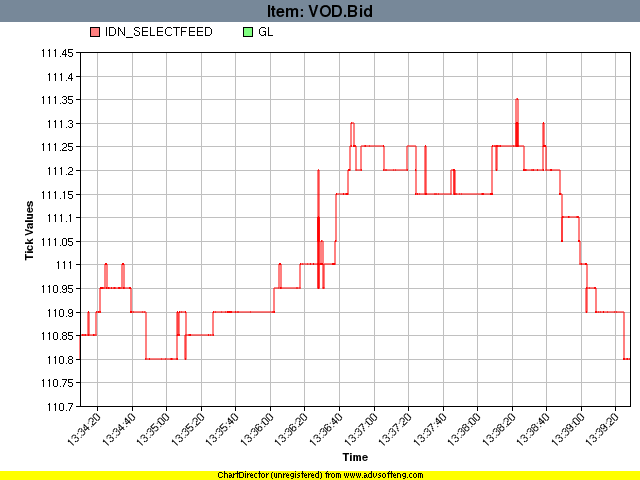 Item: VOD.Bid
IDN_SELECTFEED GL
111.45
111.4
111.35
111.3
111.25
111.2
111.15
111.1
111.05
111
110.95
110.9
110.85
110.8
110.75
110.7
Tick Values
13:34:20 13:34:40 13:35:00 13:35:20 13:35:40 13:36:00 13:36:20 13:36:40 13:37:00 13:37:20 13:37:40 13:38:00 13:38:20 13:38:40 13:39:00 13:39:20
Time
ChartDirector (unregistered) from www.advsofteng.com